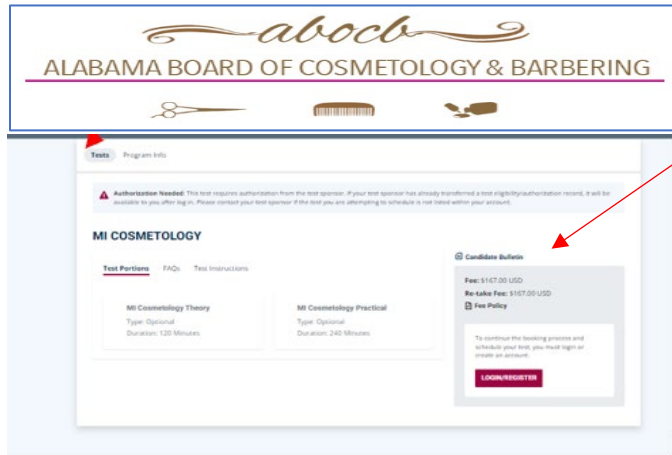 abocb
ALABAMA BOARD OF COSMETOLOGY & BARBERING
Tests Program Info
Authorization Needed: This test requires authorization from the test sponsor. If your test sponsor has already transferred a test eligibility/authorization record, it will be
available to you after log in. Please contact your test sponsor if the test you are attempting to schedule is not listed within your account.
MI COSMETOLOGY
Candidate Bulletin
Test Portions FAQs Test Instructions
Fee: $167.00 USD
Re-take Fee: $167.00 USD
Fee Policy
MI Cosmetology Theory
Type: Optional
Duration: 120 Minutes
MI Cosmetology Practical
Type: Optional
Duration: 240 Minutes
To continue the booking process and
schedule your test, you must login or
create an account.
LOGIN/REGISTER